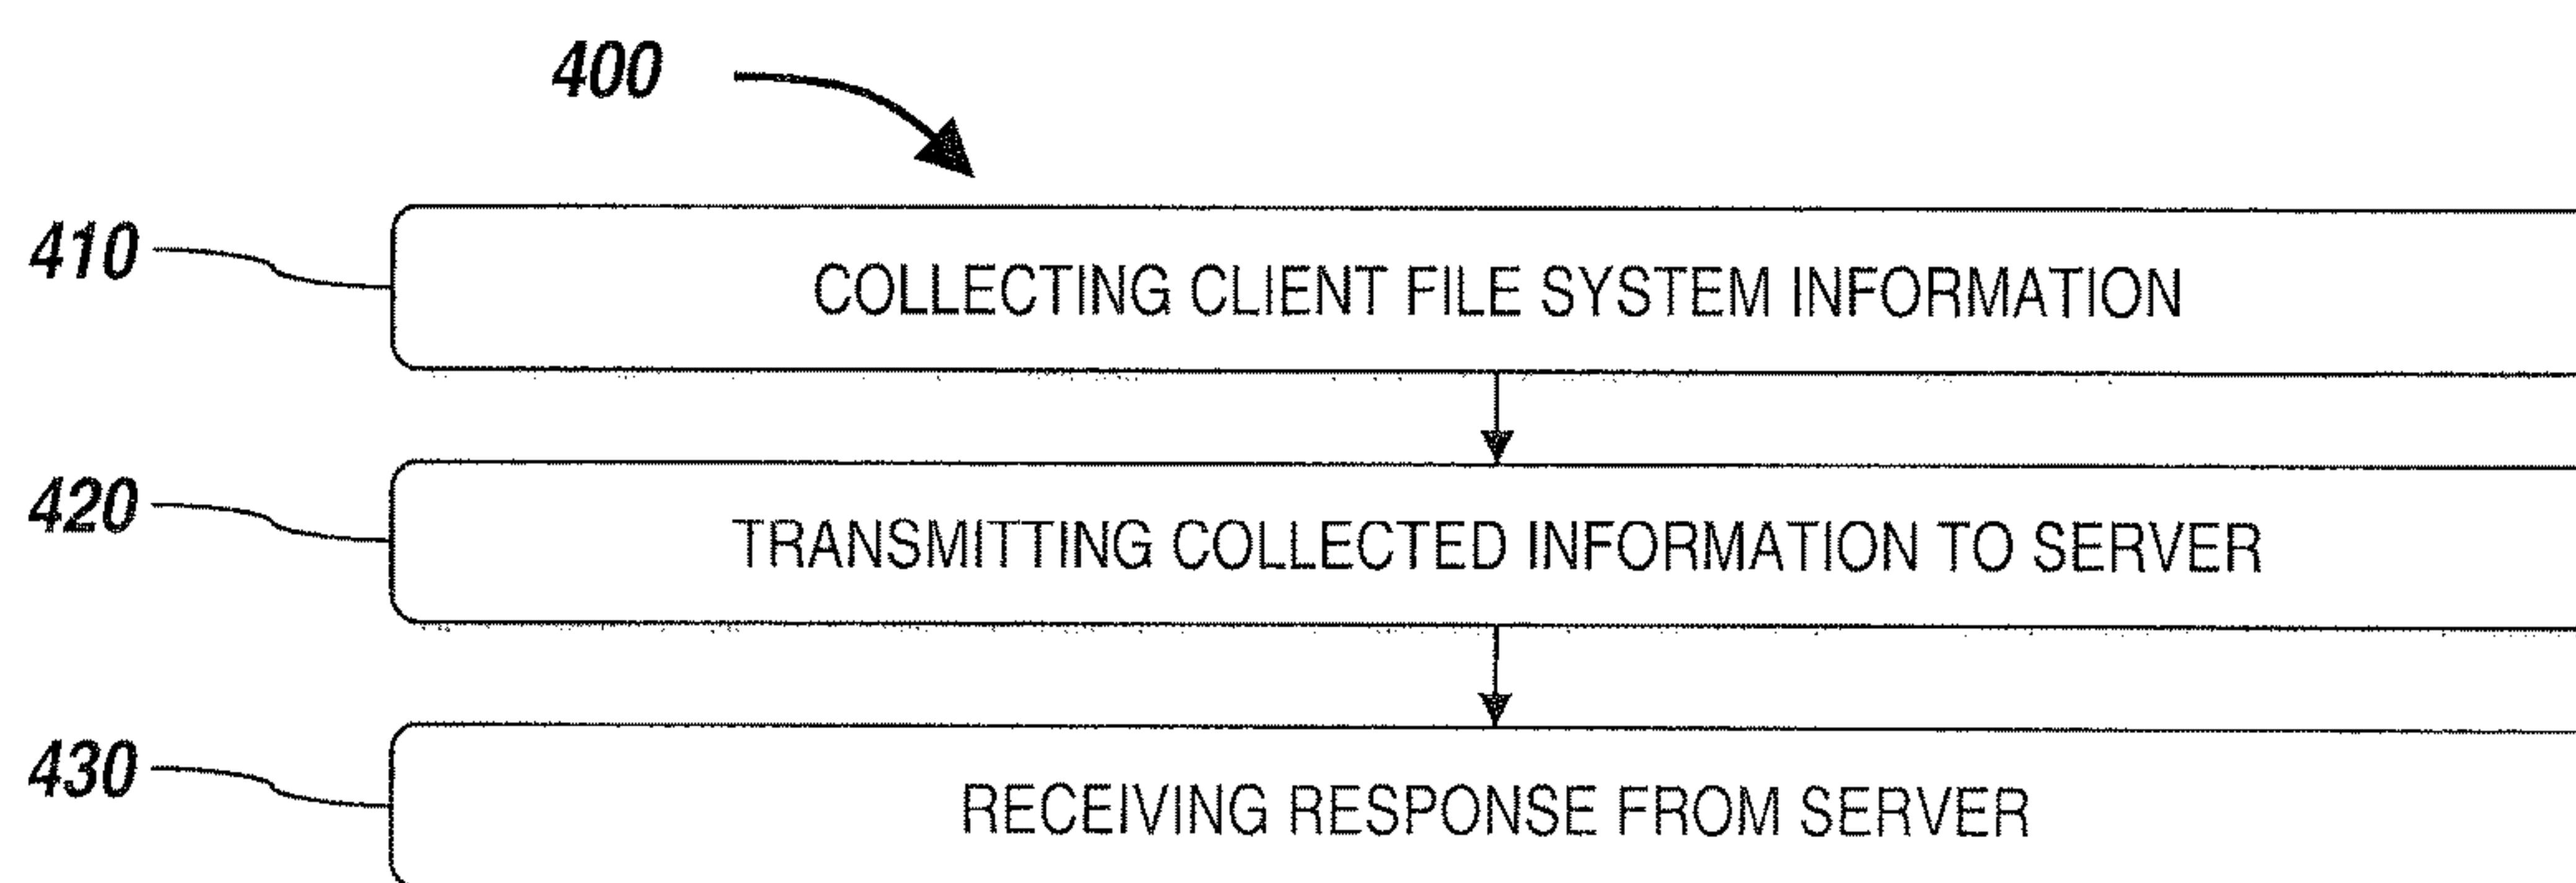 400
410
COLLECTING CLIENT FILE SYSTEM INFORMATION
420
TRANSMITTING COLLECTED INFORMATION TO SERVER
430
RECEIVING RESPONSE FROM SERVER